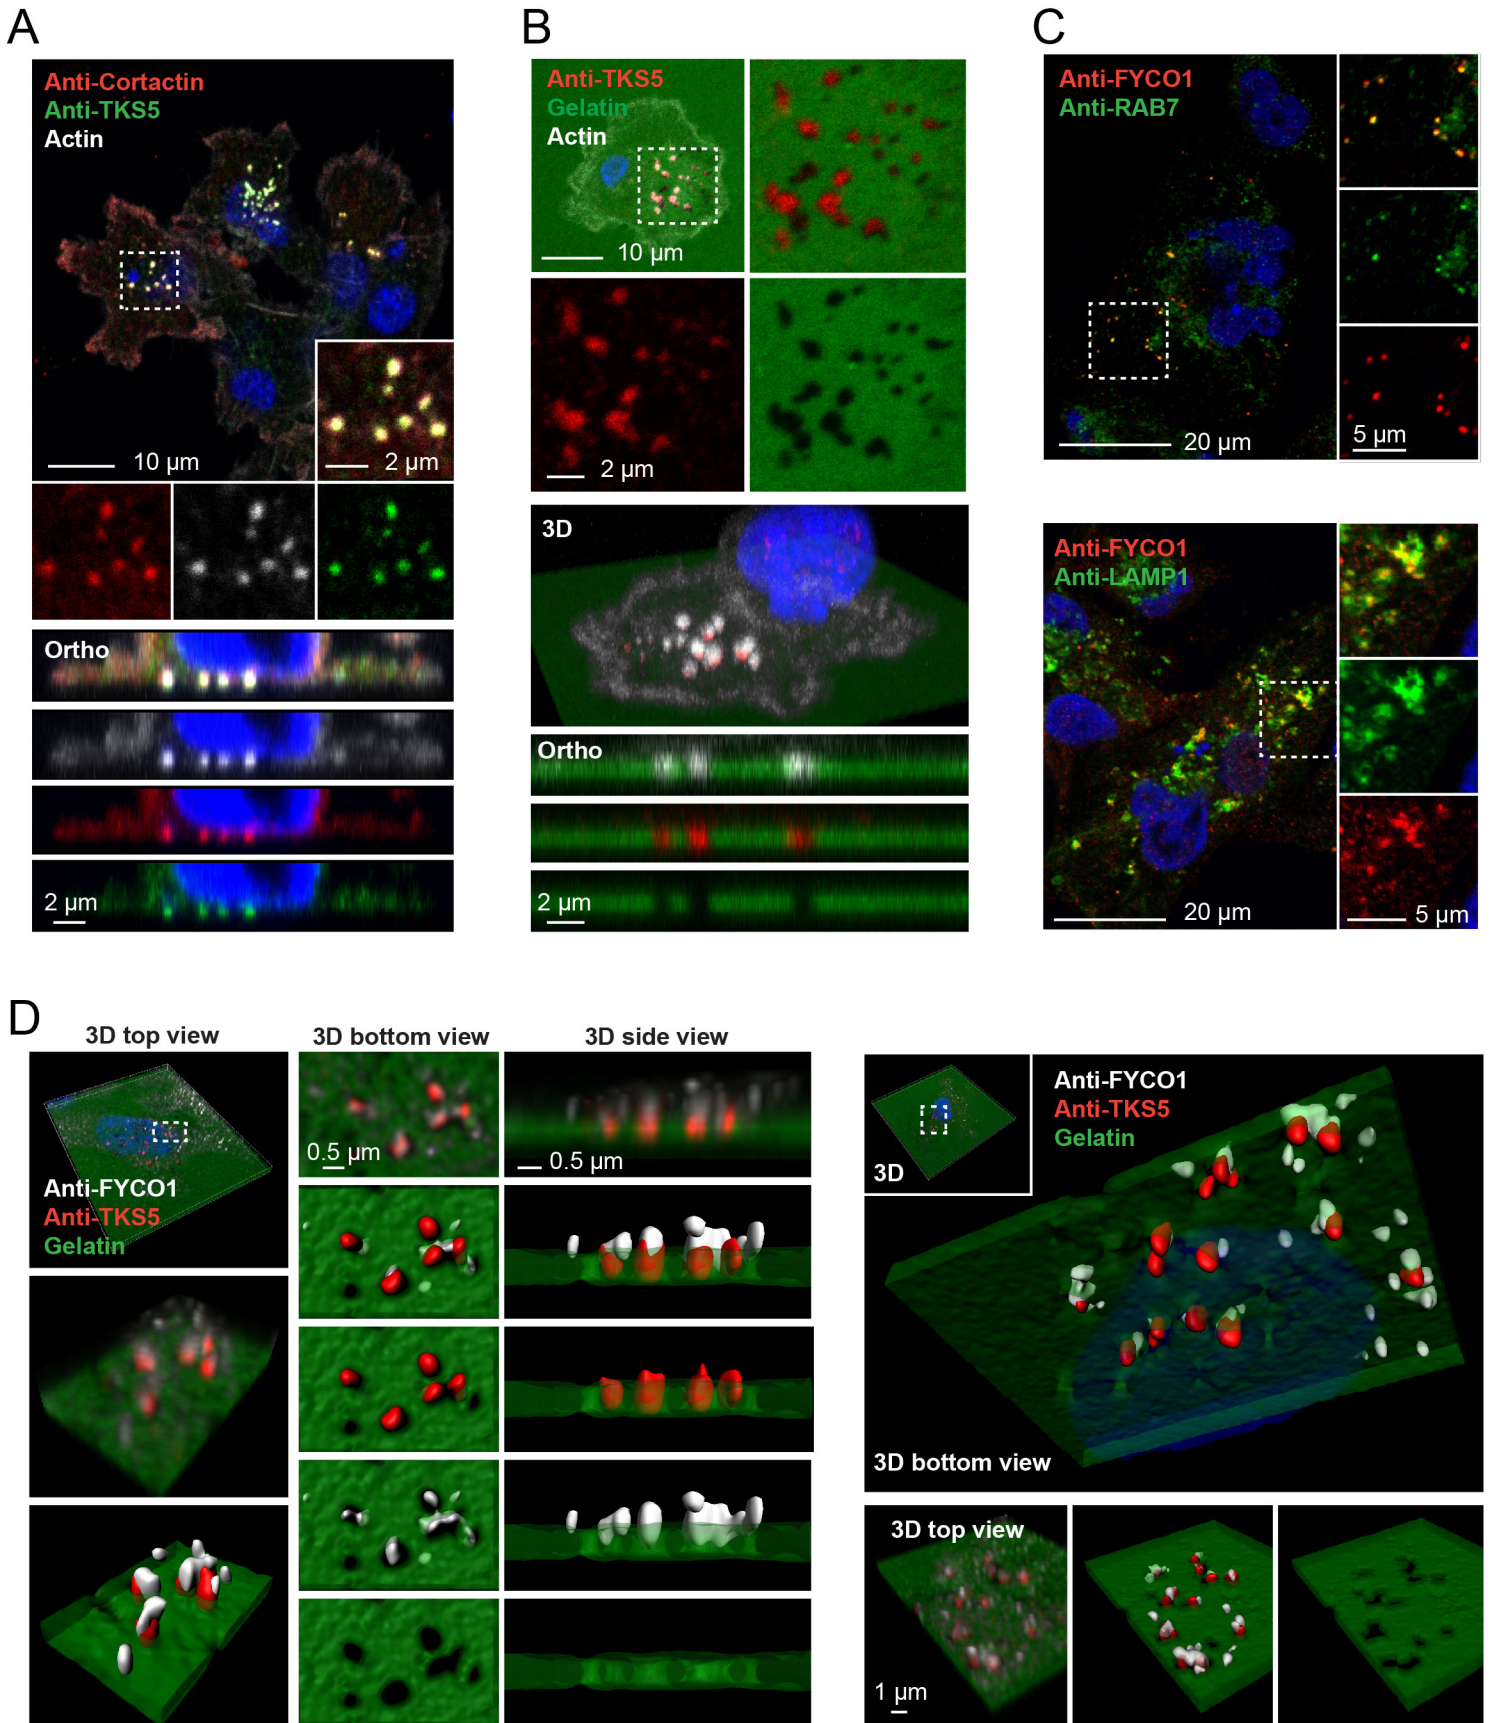 A
Anti-Cortactin
Anti-TKS5
Actin
10 µm
2 µm
Ortho
2 µm
B
Anti-TKS5
Gelatin
Actin
10 µm
2 µm
3D
Ortho
2 µm
C
Anti-FYCO1
Anti-RAB7
20 µm
5 µm
Anti-FYCO1
Anti-LAMP1
20 µm
5 µm
D
3D top view
3D bottom view
3D side view
Anti-FYCO1
Anti-TKS5
Gelatin
0.5 µm
0.5 µm
3D
Anti-FYCO1
Anti-TKS5
Gelatin
3D bottom view
3D top view
1 µm